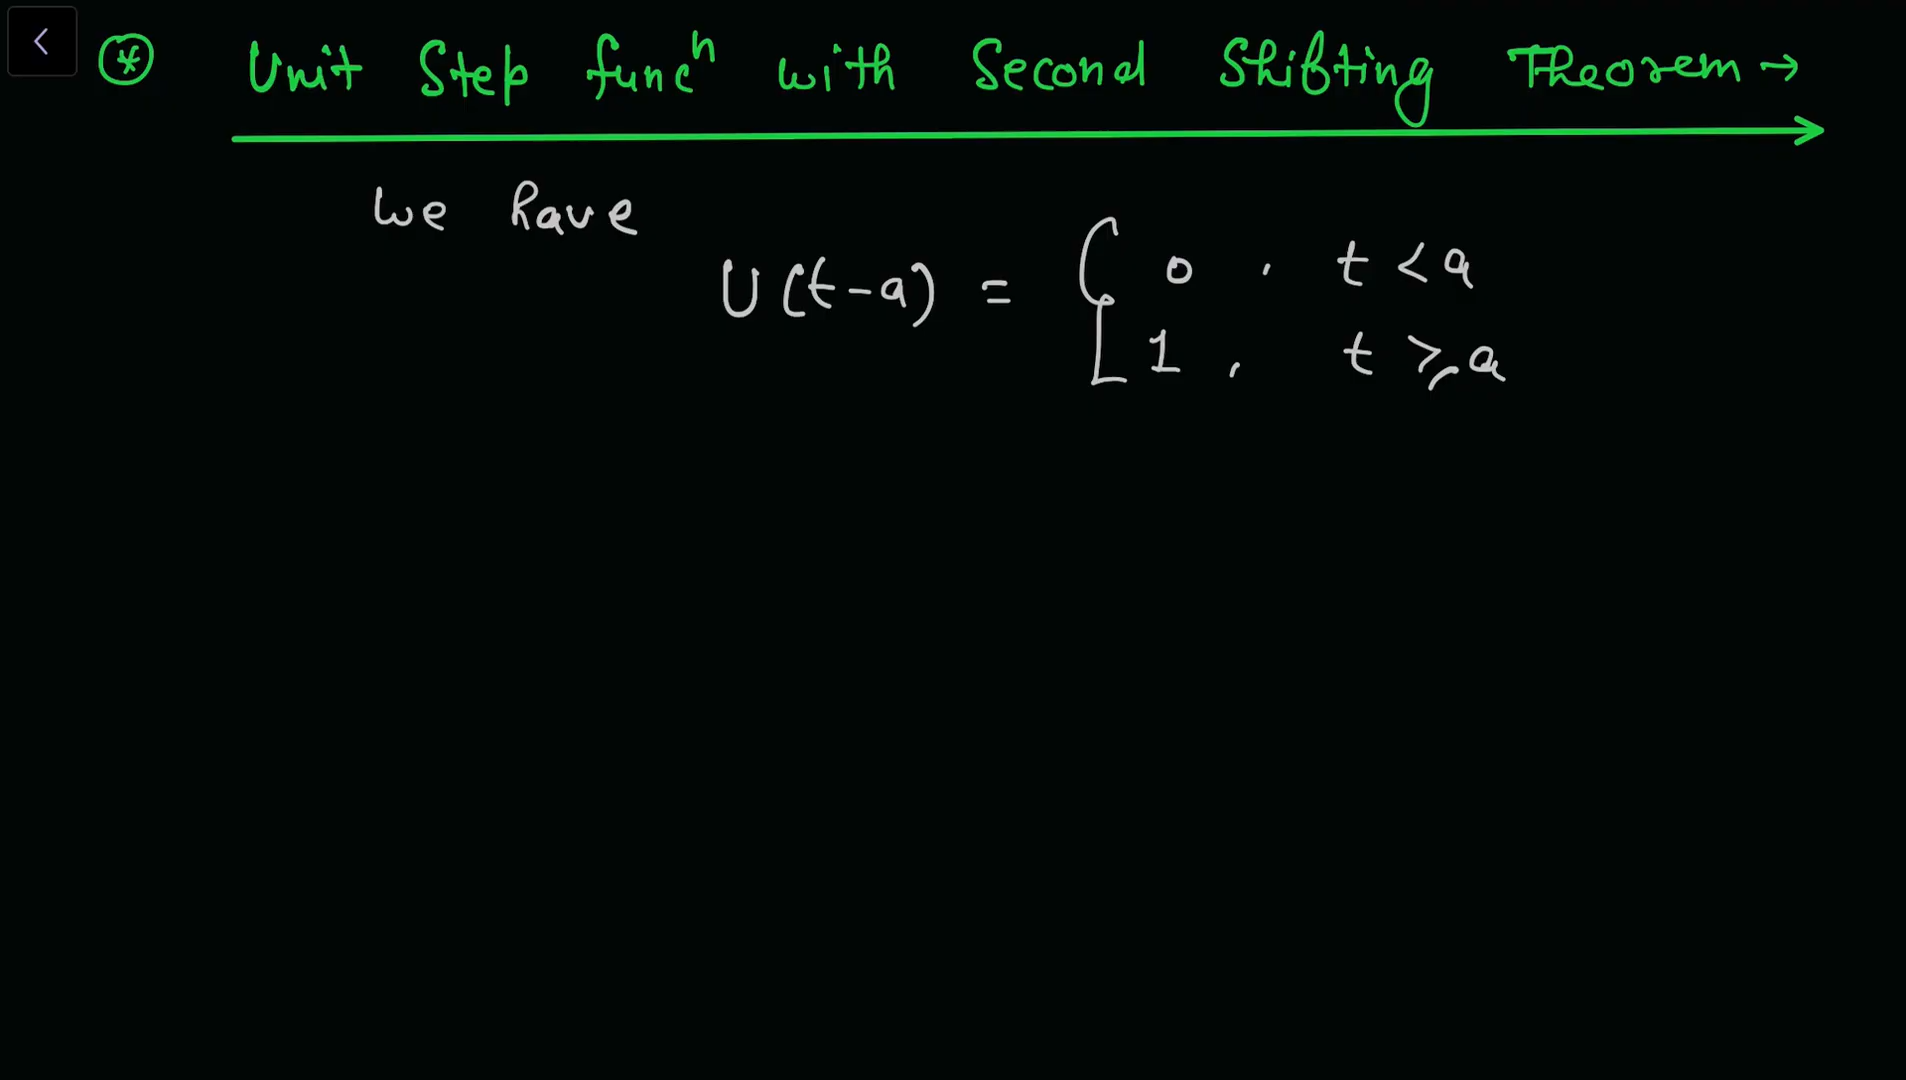 * Unit Step funcⁿ with Second Shifting Theorem →
we have
U(t-a) = { 0 , t < a
1 , t ≥ a